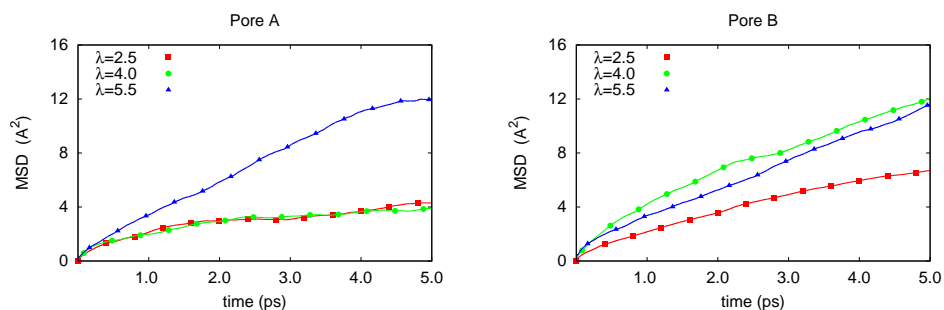 Pore A
MSD (A²)
16
12
8
4
0
λ=2.5
λ=4.0
λ=5.5
1.0 2.0 3.0 4.0 5.0
time (ps)
Pore B
MSD (A²)
16
12
8
4
0
λ=2.5
λ=4.0
λ=5.5
1.0 2.0 3.0 4.0 5.0
time (ps)